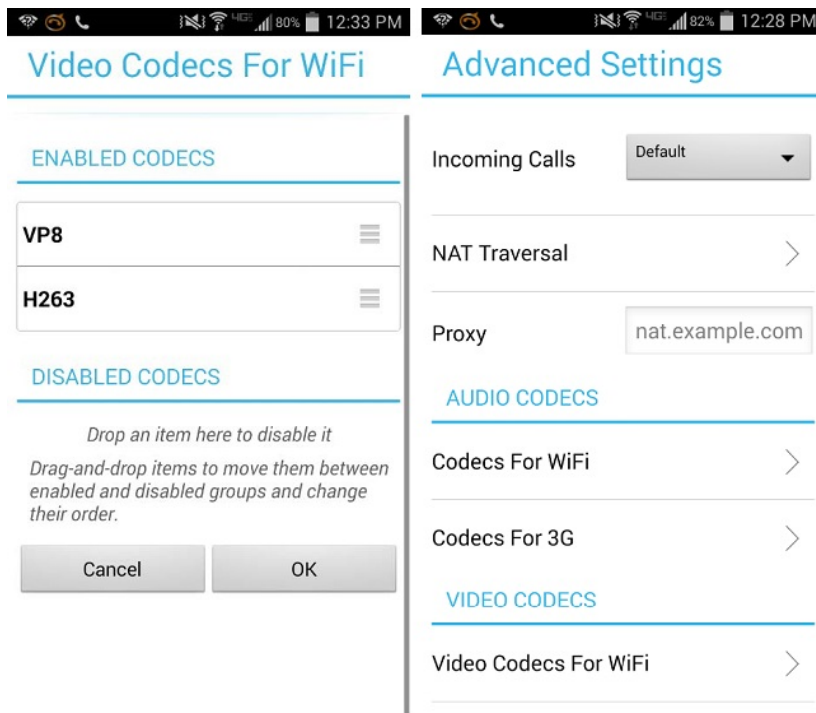 80% 12:33 PM
Video Codecs For WiFi
ENABLED CODECS
VP8
H263
DISABLED CODECS
Drop an item here to disable it
Drag-and-drop items to move them between
enabled and disabled groups and change
their order.
Cancel OK
4G 82% 12:28 PM
Advanced Settings
Incoming Calls Default
NAT Traversal
Proxy nat.example.com
AUDIO CODECS
Codecs For WiFi
Codecs For 3G
VIDEO CODECS
Video Codecs For WiFi